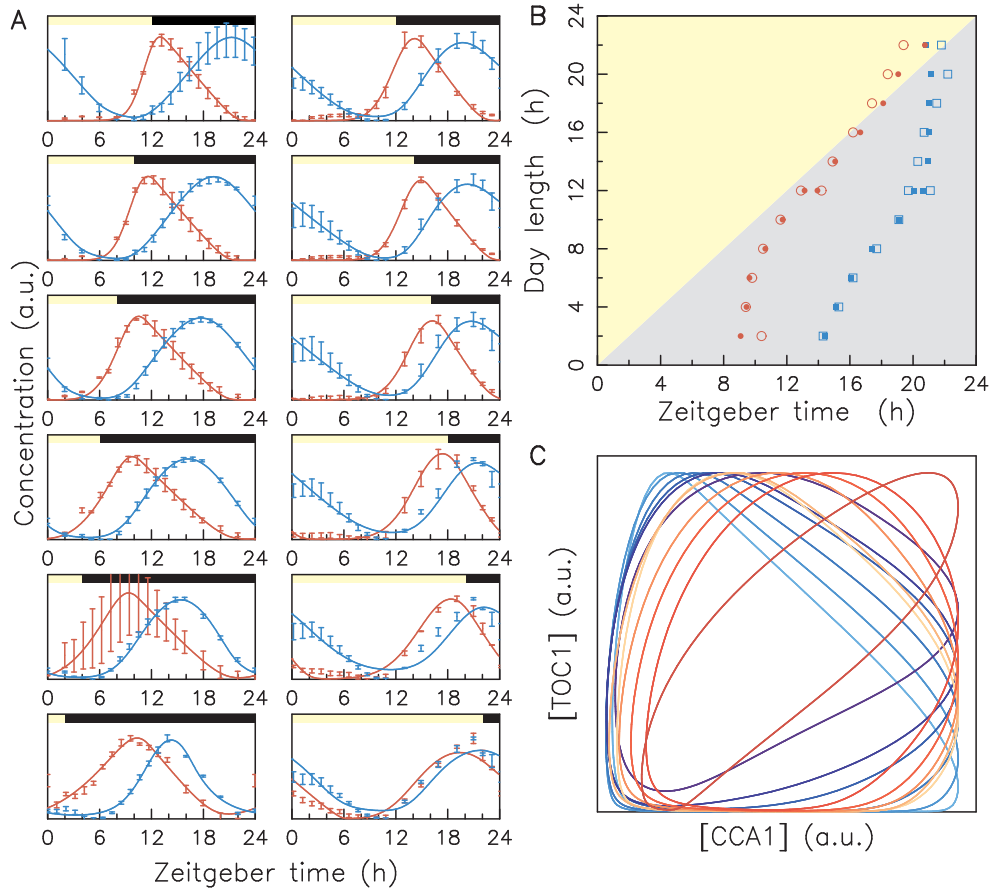 A
0 6 12 18 24
0 6 12 18 24
0 6 12 18 24
0 6 12 18 24
0 6 12 18 24
0 6 12 18 24
0 6 12 18 24
0 6 12 18 24
0 6 12 18 24
0 6 12 18 24
0 6 12 18 24
0 6 12 18 24
Concentration (a.u.)
Zeitgeber time (h)
B
24
20
16
12
8
4
0
Day length (h)
0 4 8 12 16 20 24
Zeitgeber time (h)
C
[TOC1] (a.u.)
[CCA1] (a.u.)